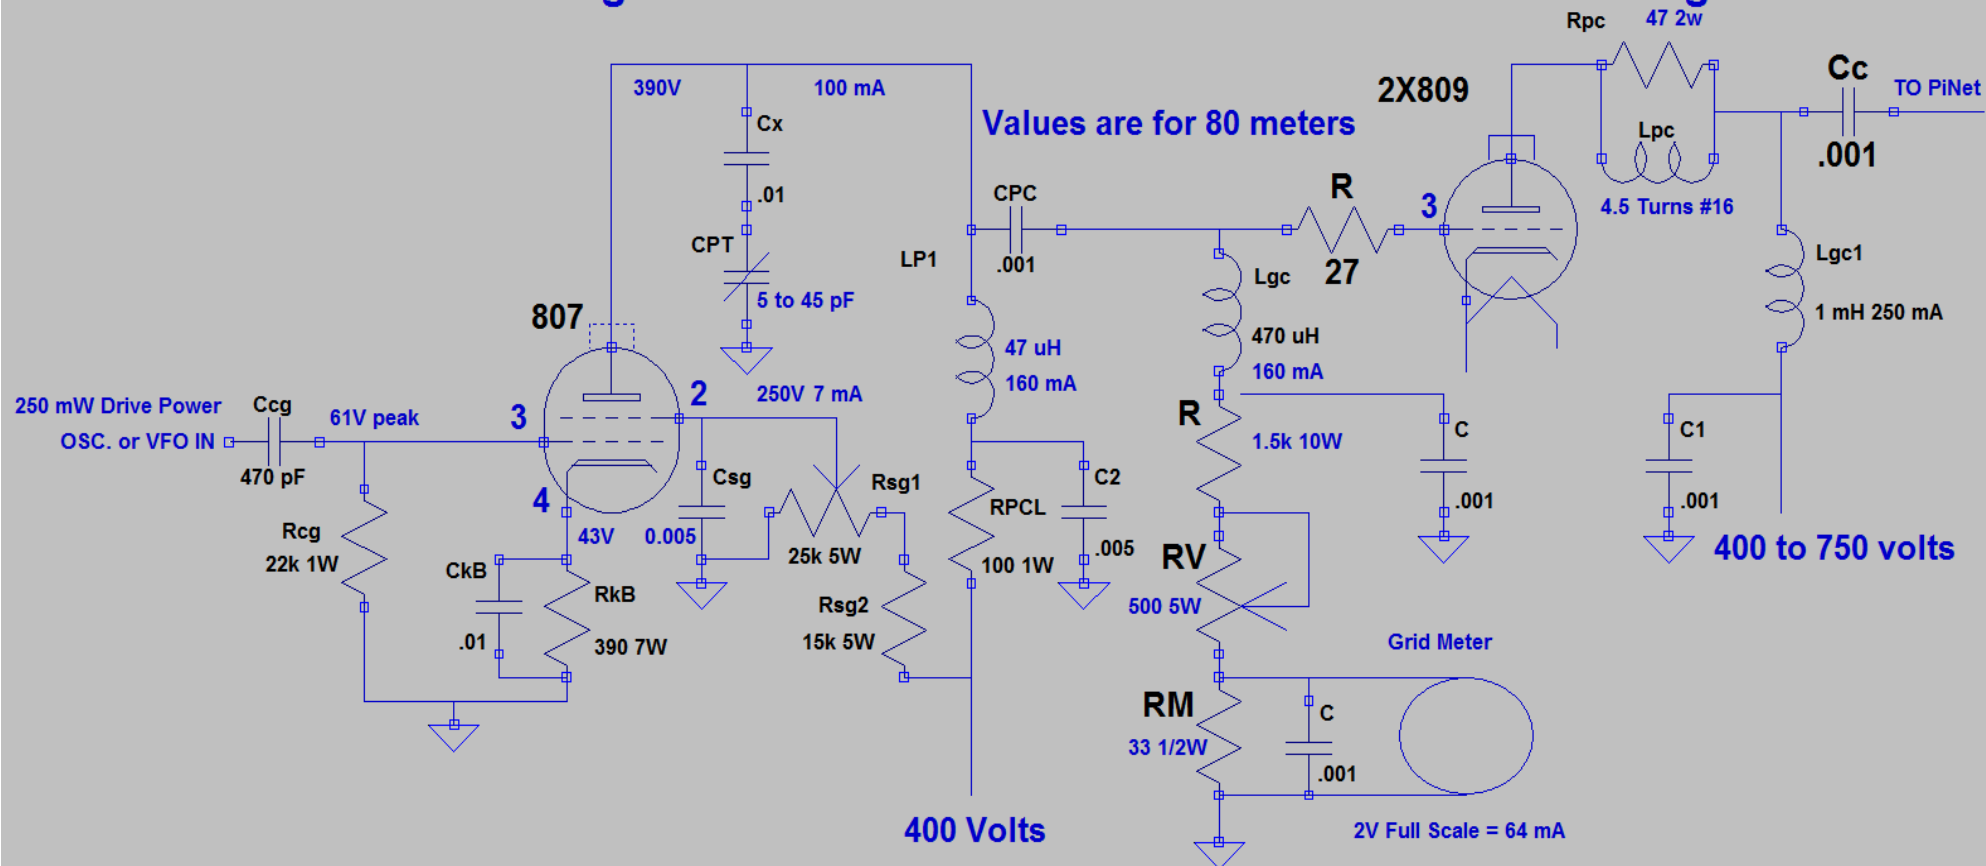 Rpc
47 2w
2X809
Cc
TO PiNet
390V
100 mA
Values are for 80 meters
Cx
.01
Lpc
.001
4.5 Turns #16
CPC
R
3
CPT
LP1
.001
27
Lgc
Lgc1
5 to 45 pF
807
1 mH 250 mA
47 uH
160 mA
470 uH
160 mA
250 mW Drive Power
OSC. or VFO IN
Ccg
470 pF
61V peak
3
2
250V 7 mA
R
1.5k 10W
C
.001
C1
.001
4
43V
Csg
0.005
Rsg1
25k 5W
RPCL
100 1W
C2
.005
Rcg
22k 1W
CkB
.01
RkB
390 7W
Rsg2
15k 5W
RV
500 5W
400 to 750 volts
Grid Meter
RM
33 1/2W
C
.001
400 Volts
2V Full Scale = 64 mA